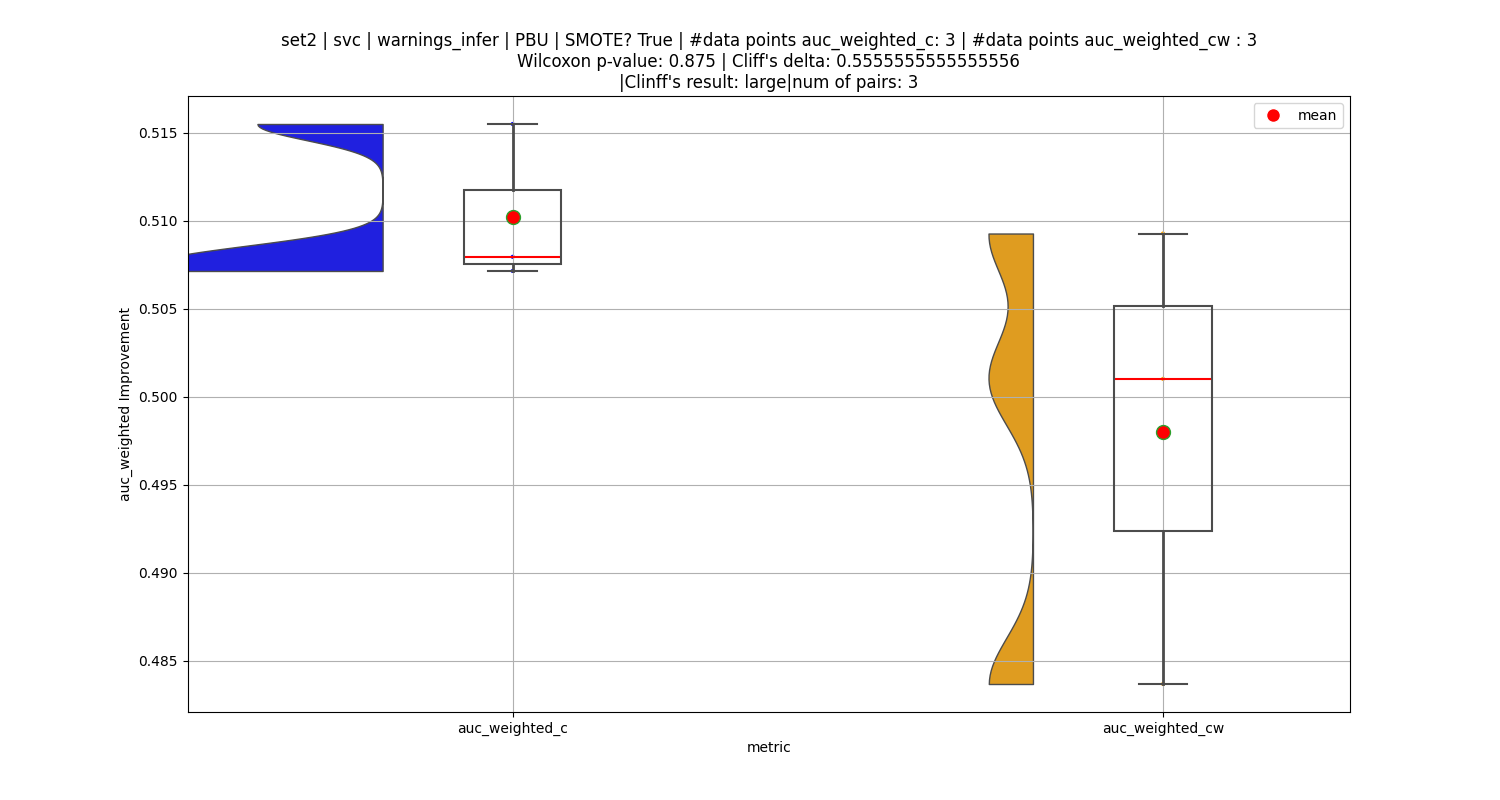 set2 | svc | warnings_infer | PBU | SMOTE? True | #data points auc_weighted_c: 3 | #data points auc_weighted_cw : 3
Wilcoxon p-value: 0.875 | Cliff's delta: 0.5555555555555556
|Clinff's result: large|num of pairs: 3
mean
0.515
0.510
0.505
0.500
0.495
0.490
0.485
auc_weighted Improvement
auc_weighted_c
auc_weighted_cw
metric